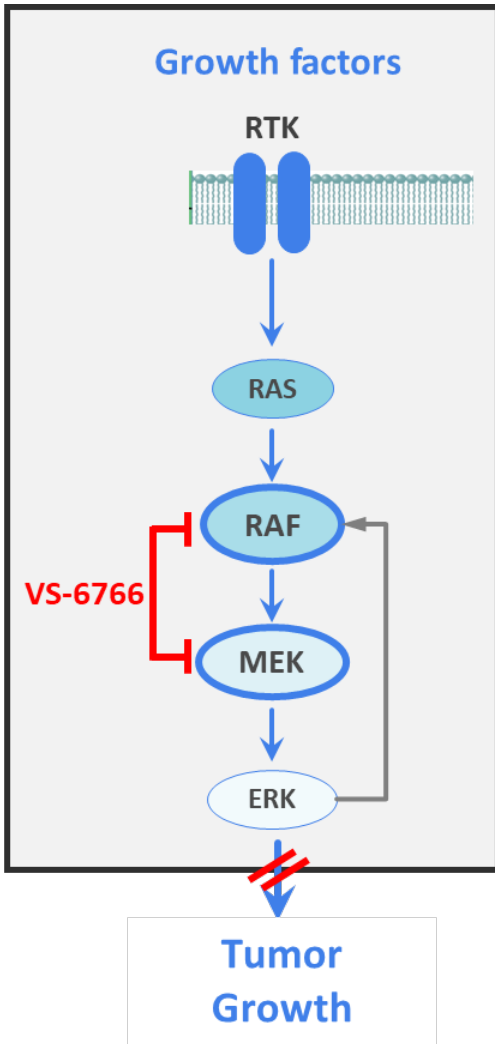 Growth factors
RTK
RAS
RAF
VS-6766
MEK
ERK
Tumor
Growth